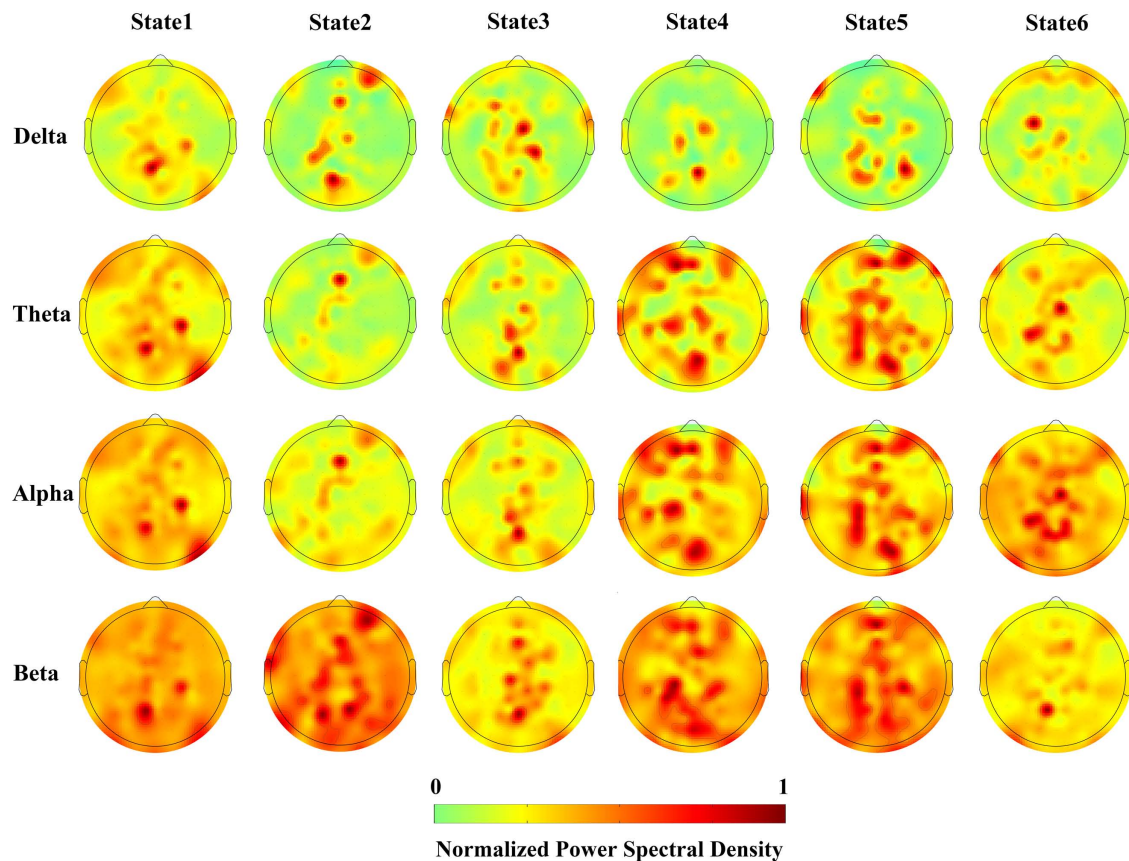 State1 State2 State3 State4 State5 State6
Delta
Theta
Alpha
Beta
0 1
Normalized Power Spectral Density